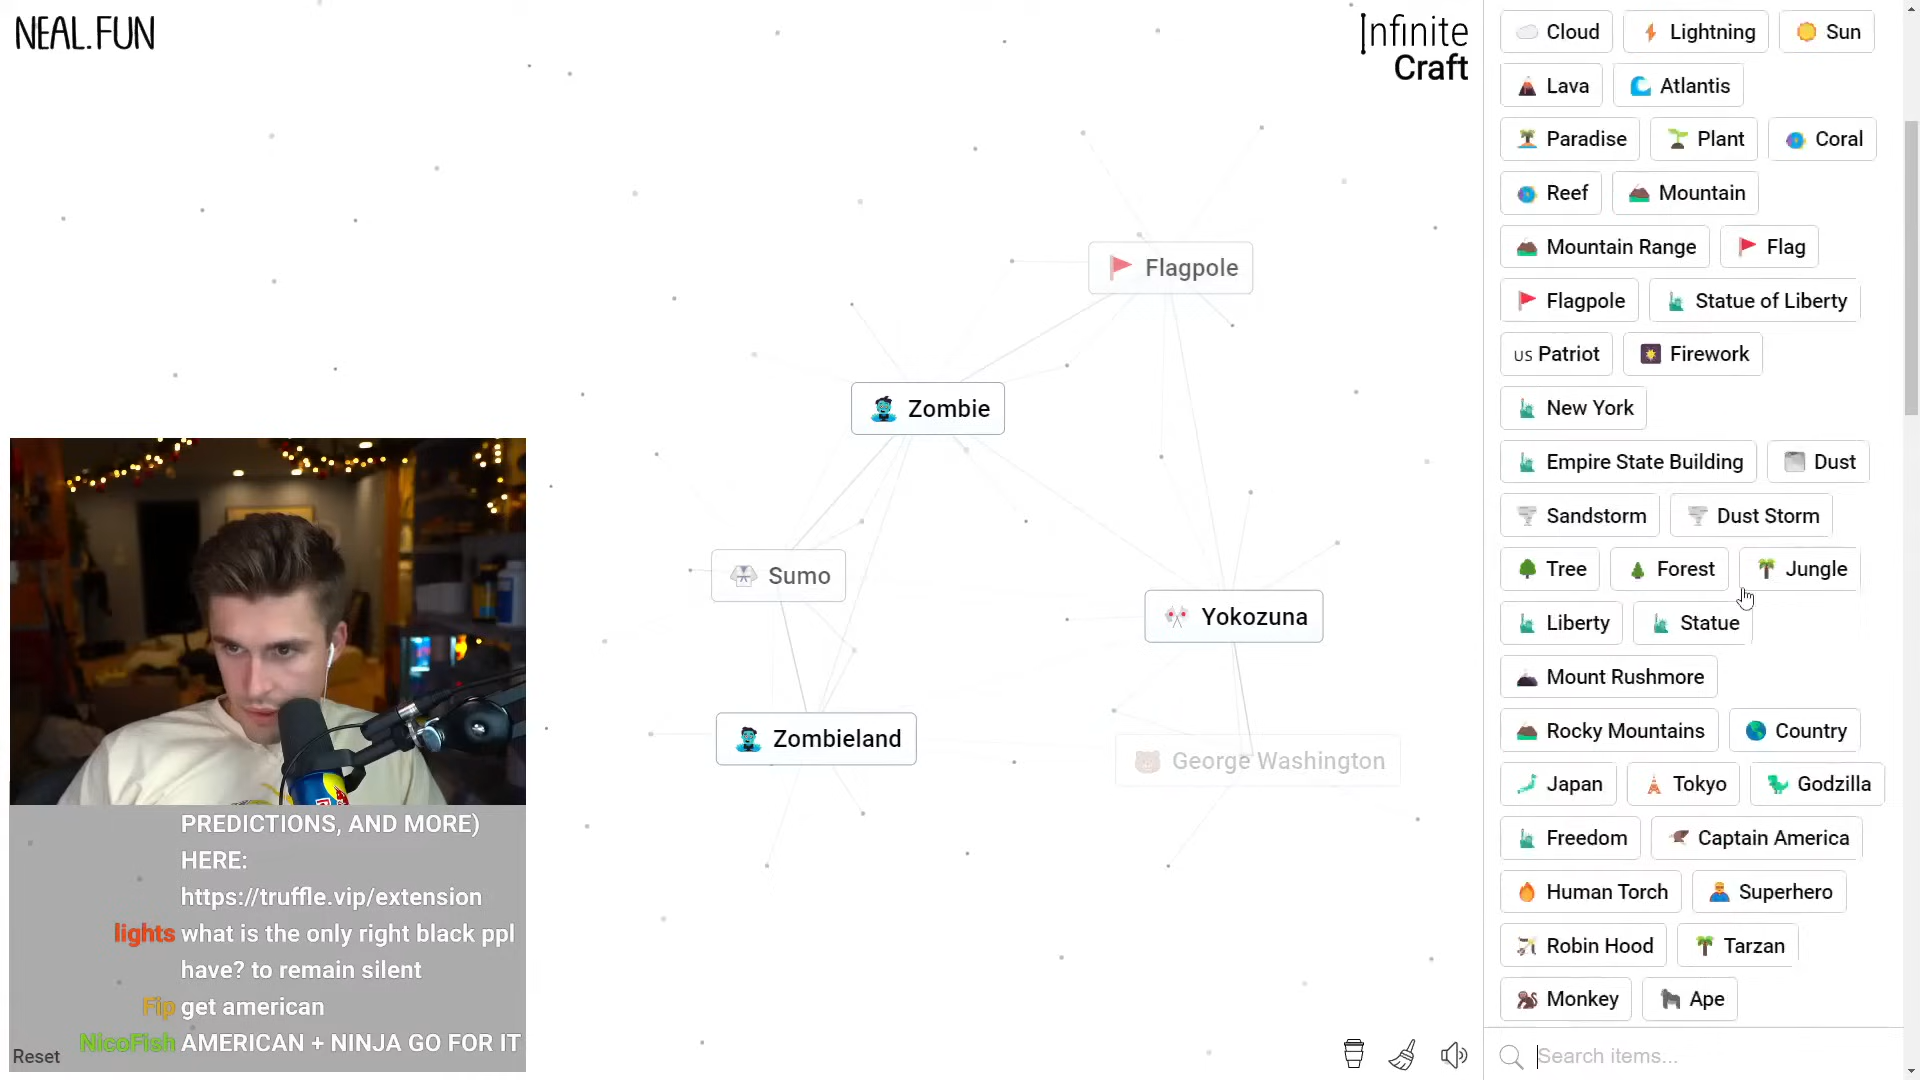 NEAL.FUN
Infinite
Craft
Flagpole
Zombie
Sumo
Yokozuna
Zombieland
George Washington
PREDICTIONS, AND MORE)
HERE:
https://truffle.vip/extension
lights what is the only right black ppl
have? to remain silent
Fip get american
NicoFish AMERICAN + NINJA GO FOR IT
Reset
Cloud Lightning Sun
Lava Atlantis
Paradise Plant Coral
Reef Mountain
Mountain Range Flag
Flagpole Statue of Liberty
US Patriot Firework
New York
Empire State Building Dust
Sandstorm Dust Storm
Tree Forest Jungle
Liberty Statue
Mount Rushmore
Rocky Mountains Country
Japan Tokyo Godzilla
Freedom Captain America
Human Torch Superhero
Robin Hood Tarzan
Monkey Ape
Search items...